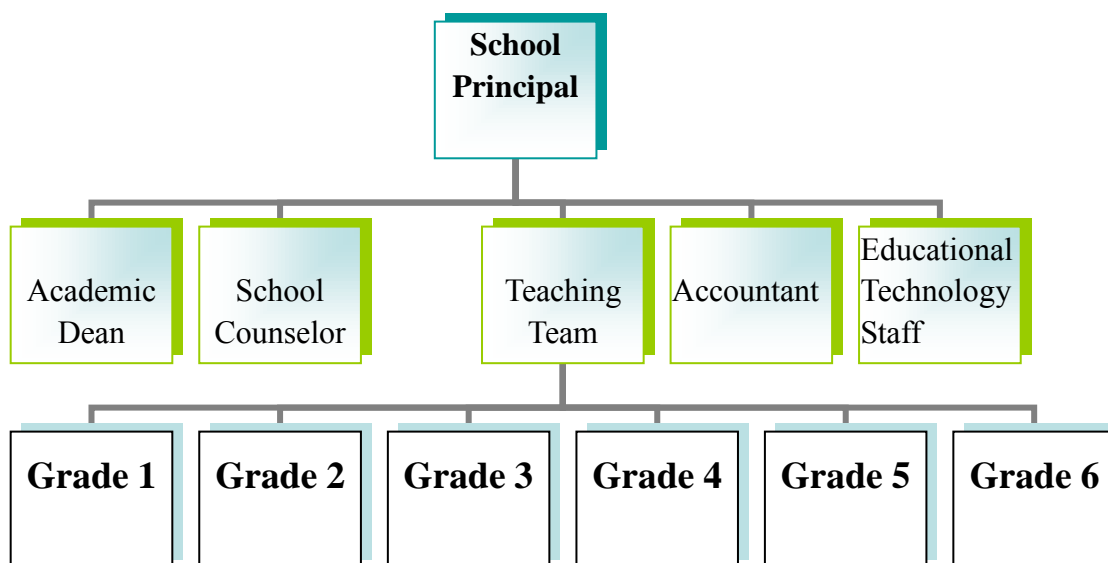 School
Principal
Academic
Dean
School
Counselor
Teaching
Team
Accountant
Educational
Technology
Staff
Grade 1
Grade 2
Grade 3
Grade 4
Grade 5
Grade 6